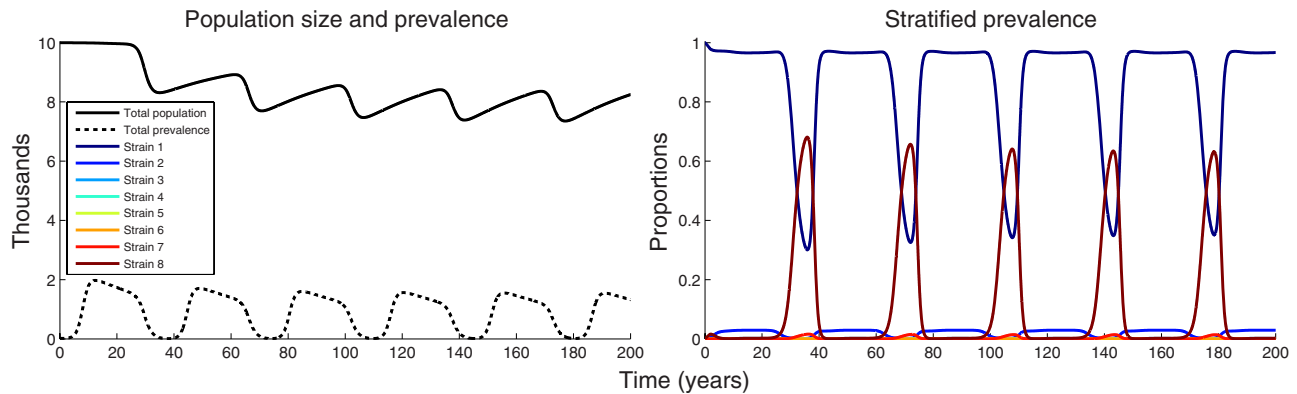 Population size and prevalence
Thousands
10
8
6
4
2
0
Total population
Total prevalence
Strain 1
Strain 2
Strain 3
Strain 4
Strain 5
Strain 6
Strain 7
Strain 8
0 20 40 60 80 100 120 140 160 180 200
Stratified prevalence
Proportions
1
0.8
0.6
0.4
0.2
0
0 20 40 60 80 100 120 140 160 180 200
Time (years)